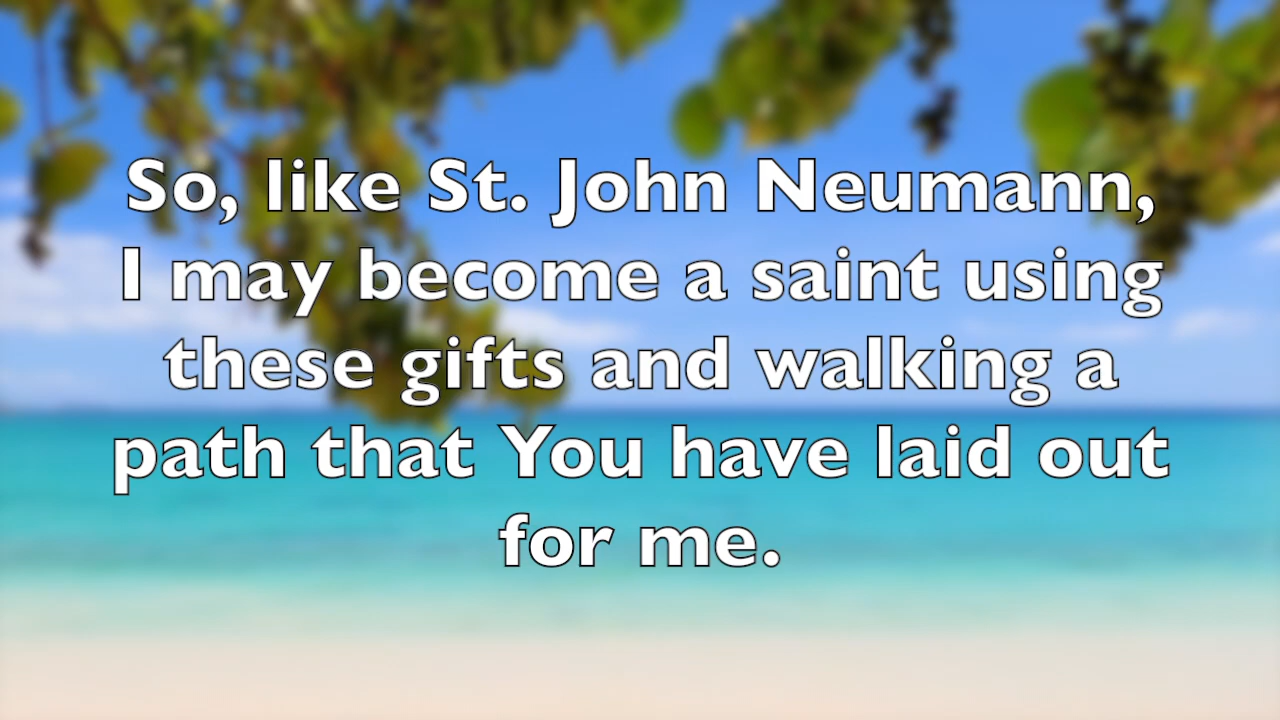 So, like St. John Neumann,
I may become a saint using
these gifts and walking a
path that You have laid out
for me.